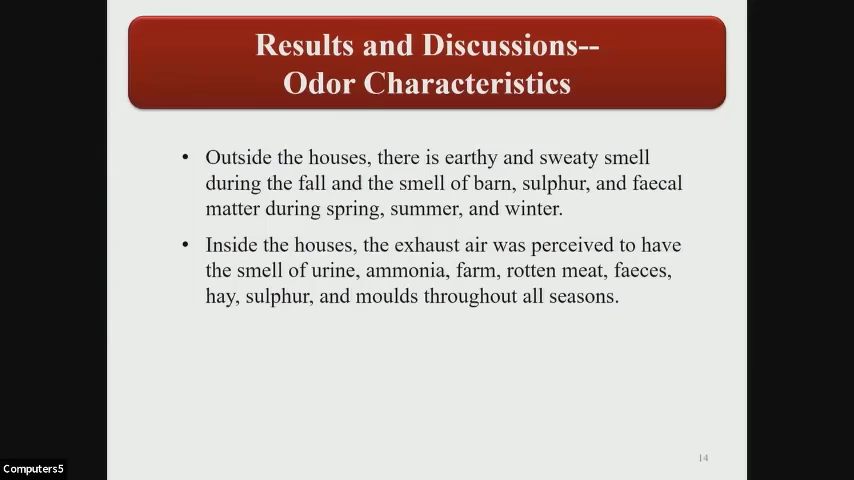 Results and Discussions--
Odor Characteristics
• Outside the houses, there is earthy and sweaty smell
during the fall and the smell of barn, sulphur, and faecal
matter during spring, summer, and winter.
• Inside the houses, the exhaust air was perceived to have
the smell of urine, ammonia, farm, rotten meat, faeces,
hay, sulphur, and moulds throughout all seasons.
14
Computers5